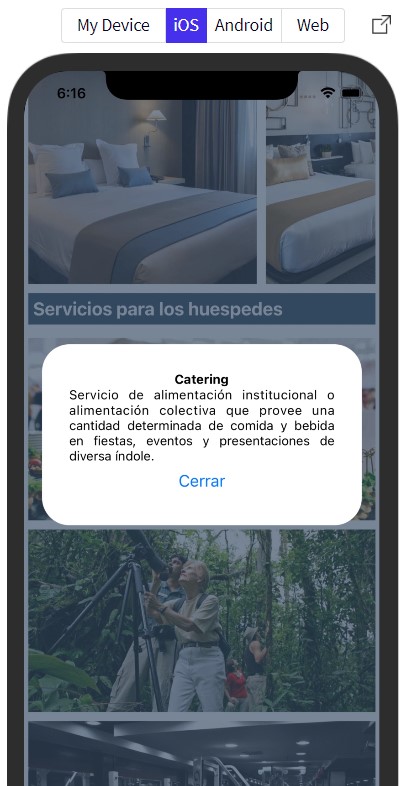 My Device iOS Android Web
6:16
Servicios para los huespedes
Catering
Servicio de alimentación institucional o
alimentación colectiva que provee una
cantidad determinada de comida y bebida
en fiestas, eventos y presentaciones de
diversa índole.
Cerrar